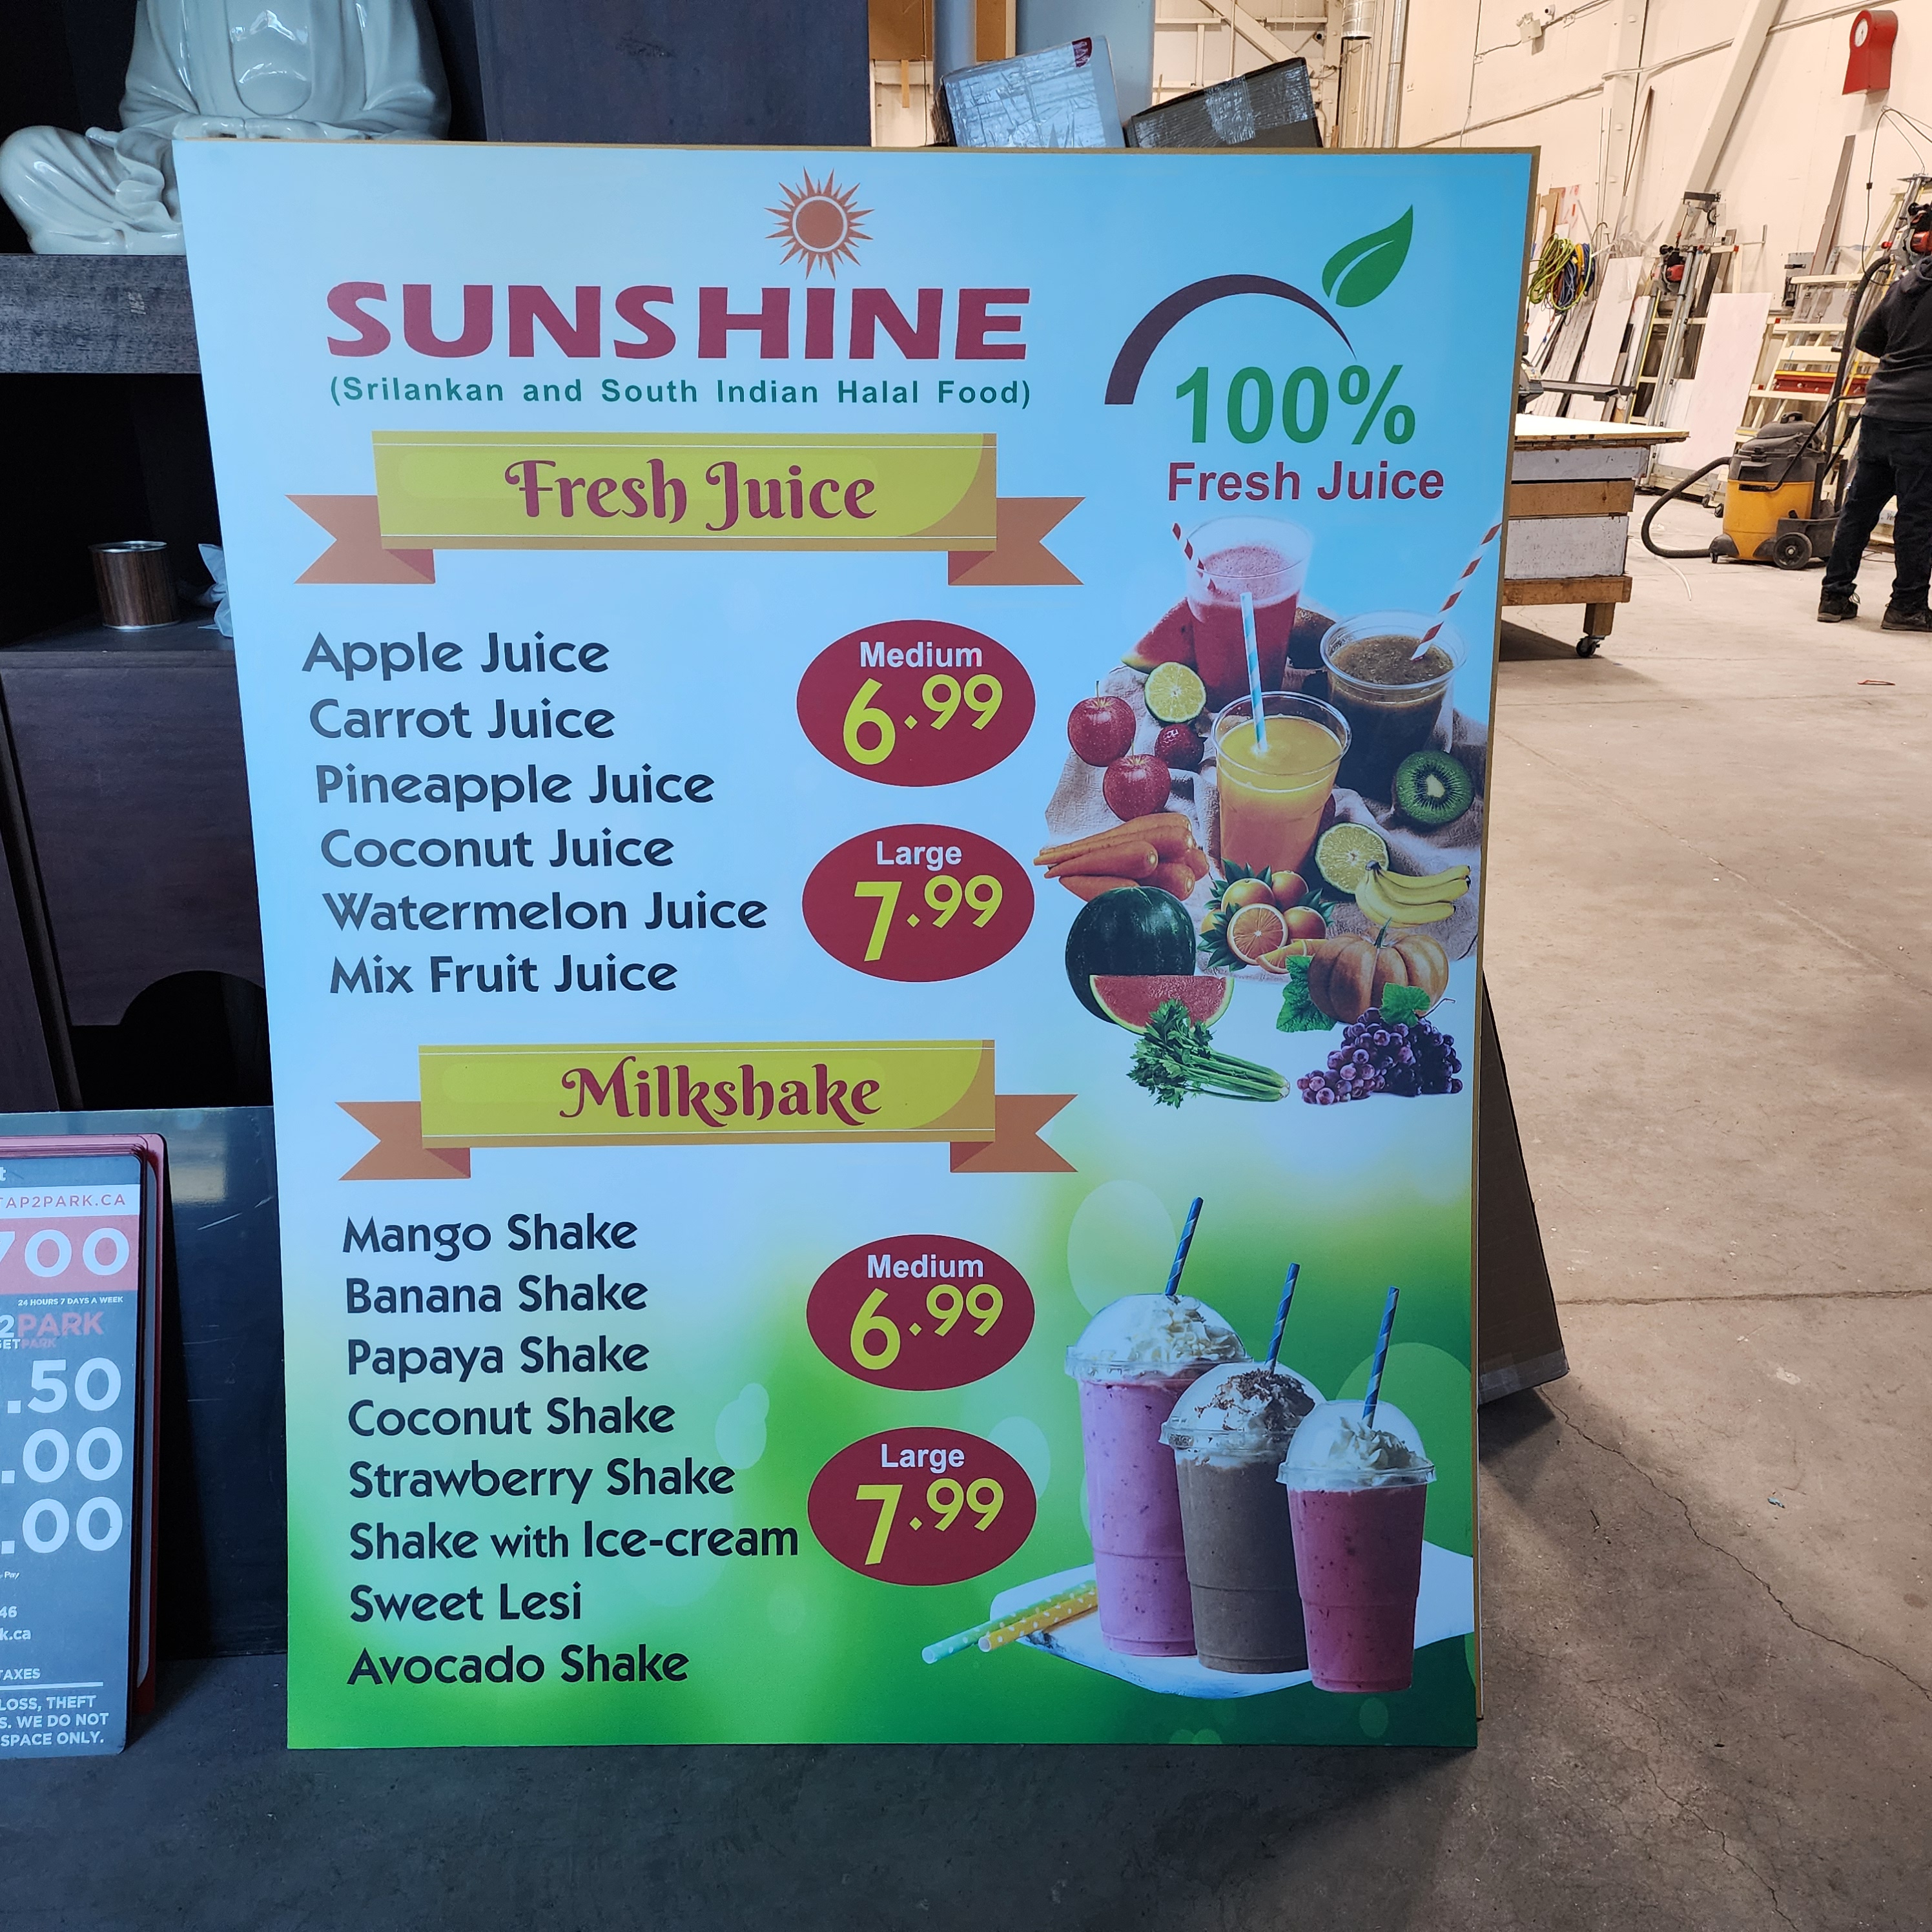 SUNSHINE
(Srilankan and South Indian Halal Food)
100%
Fresh Juice
Fresh Juice
Apple Juice
Carrot Juice
Pineapple Juice
Coconut Juice
Watermelon Juice
Mix Fruit Juice
Medium
6.99
Large
7.99
Milkshake
Mango Shake
Banana Shake
Papaya Shake
Coconut Shake
Strawberry Shake
Shake with Ice-cream
Sweet Lesi
Avocado Shake
Medium
6.99
Large
7.99
TAP2PARK.CA
700
24 HOURS 7 DAYS A WEEK
2PARK
GETPARK
.50
.00
.00
Pay
46
k.ca
TAXES
LOSS, THEFT
S. WE DO NOT
SPACE ONLY.